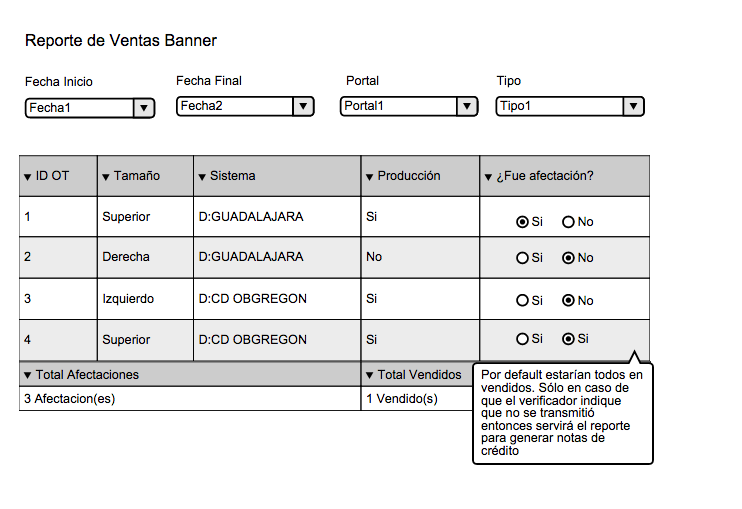 Reporte de Ventas Banner
Fecha Inicio Fecha Final Portal Tipo
Fecha1 Fecha2 Portal1 Tipo1
ID OT Tamaño Sistema Producción ¿Fue afectación?
1 Superior D:GUADALAJARA Si Si No
2 Derecha D:GUADALAJARA No Si No
3 Izquierdo D:CD OBGREGON Si Si No
4 Superior D:CD OBGREGON Si Si Si
Total Afectaciones Total Vendidos
3 Afectacion(es) 1 Vendido(s)
Por default estarían todos en
vendidos. Sólo en caso de
que el verificador indique
que no se transmitió
entonces servirá el reporte
para generar notas de
crédito